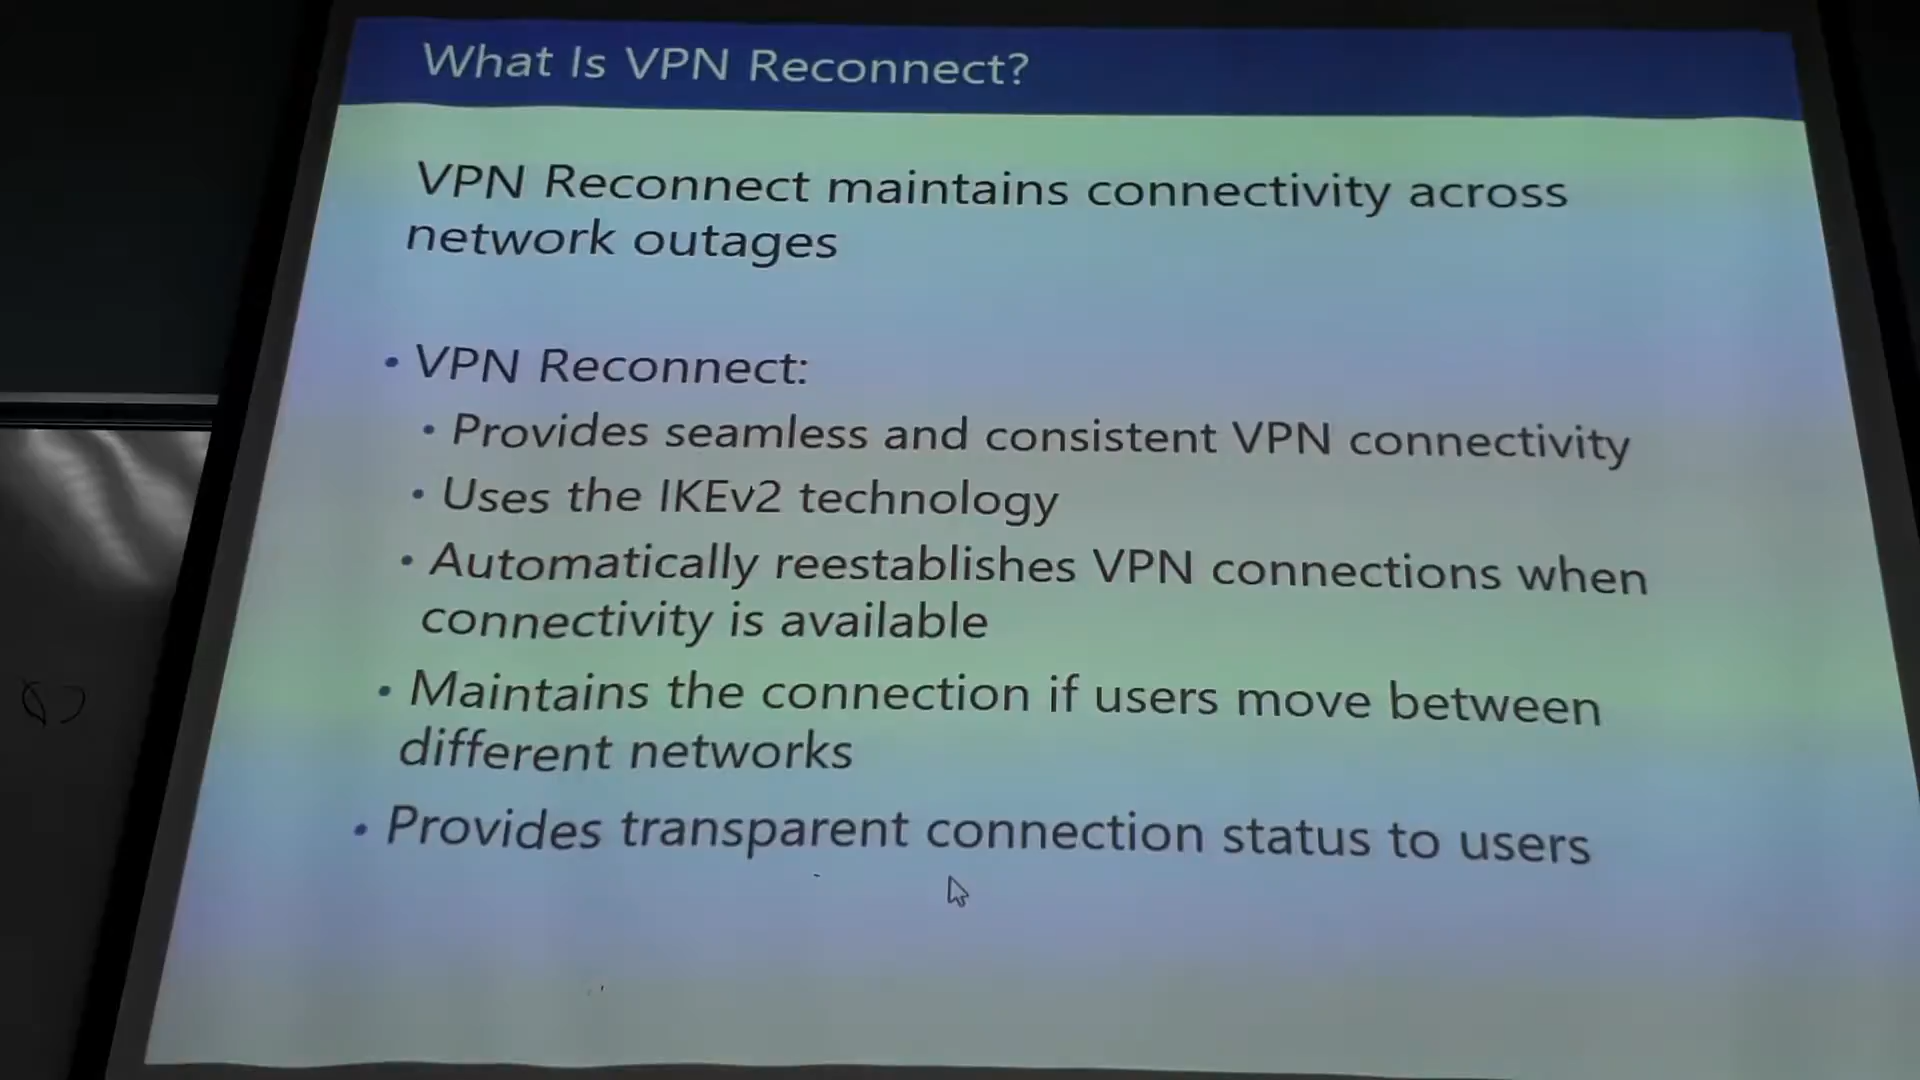 What Is VPN Reconnect?
VPN Reconnect maintains connectivity across
network outages
• VPN Reconnect:
• Provides seamless and consistent VPN connectivity
• Uses the IKEv2 technology
• Automatically reestablishes VPN connections when
connectivity is available
• Maintains the connection if users move between
different networks
• Provides transparent connection status to users